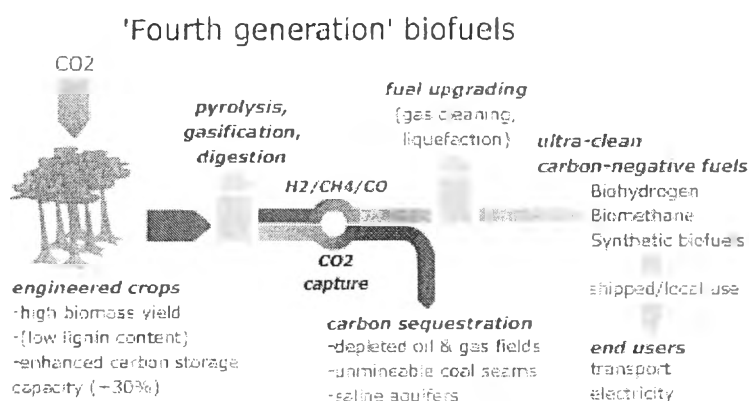 'Fourth generation' biofuels
CO2
pyrolysis,
gasification,
digestion
fuel upgrading
(gas cleaning,
liquefaction)
ultra-clean
carbon-negative fuels
Biohydrogen
Biomethane
Synthetic biofuels
H2/CH4/CO
CO2
capture
shipped/local use
engineered crops
-high biomass yield
-(low lignin content)
-enhanced carbon storage
capacity (+30%)
carbon sequestration
-depleted oil & gas fields
-unmineable coal seams
-saline aquifers
end users
transport
electricity